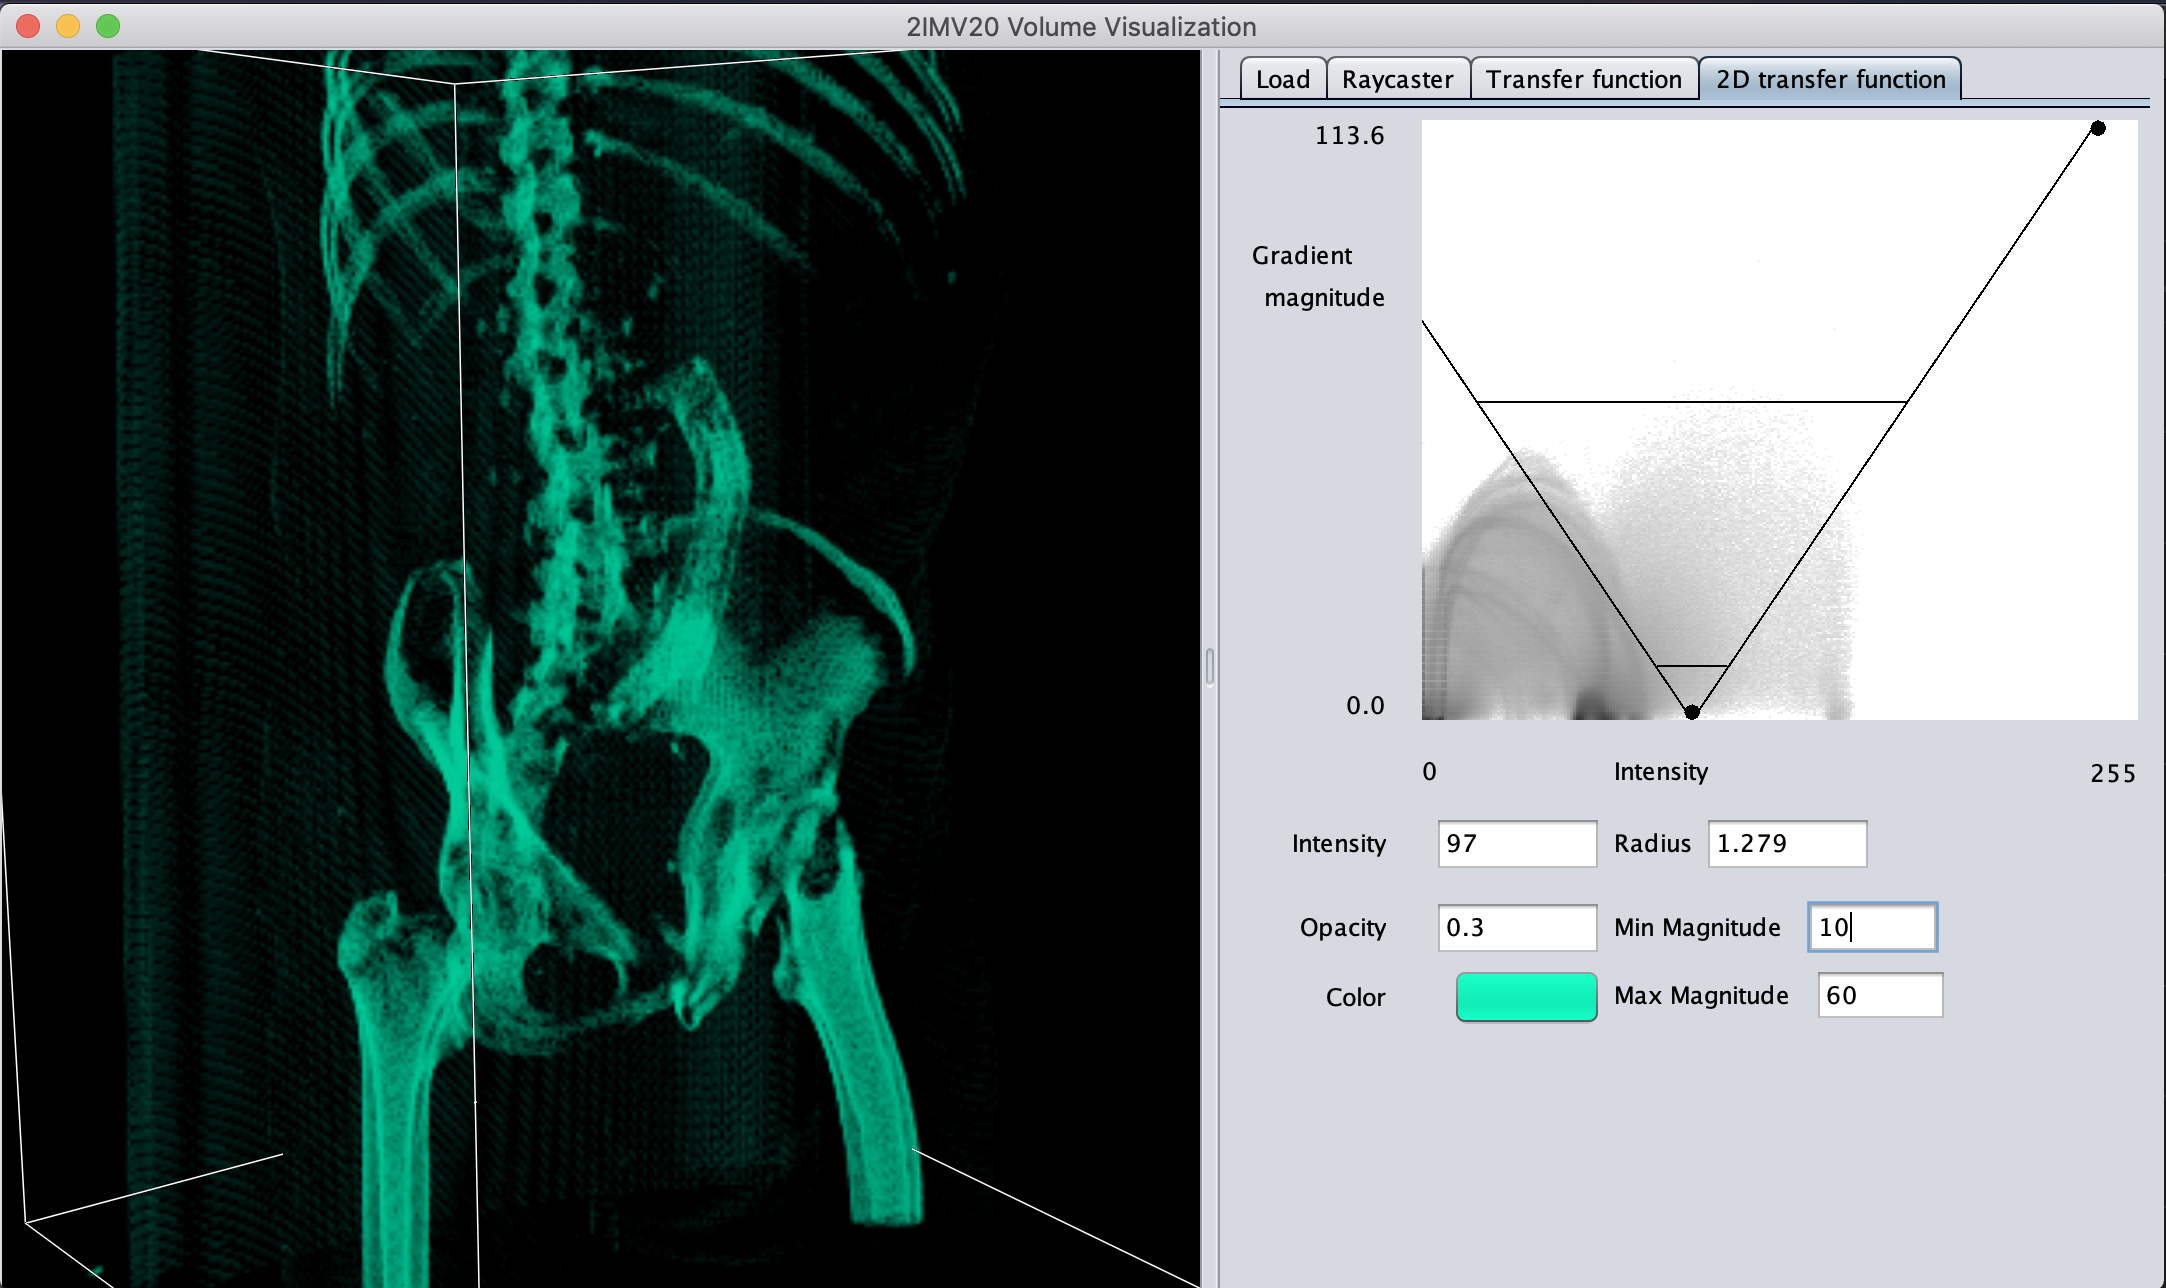 2IMV20 Volume Visualization
Load Raycaster Transfer function 2D transfer function
113.6
Gradient
magnitude
0.0
0 Intensity 255
Intensity 97 Radius 1.279
Opacity 0.3 Min Magnitude 10
Color Max Magnitude 60